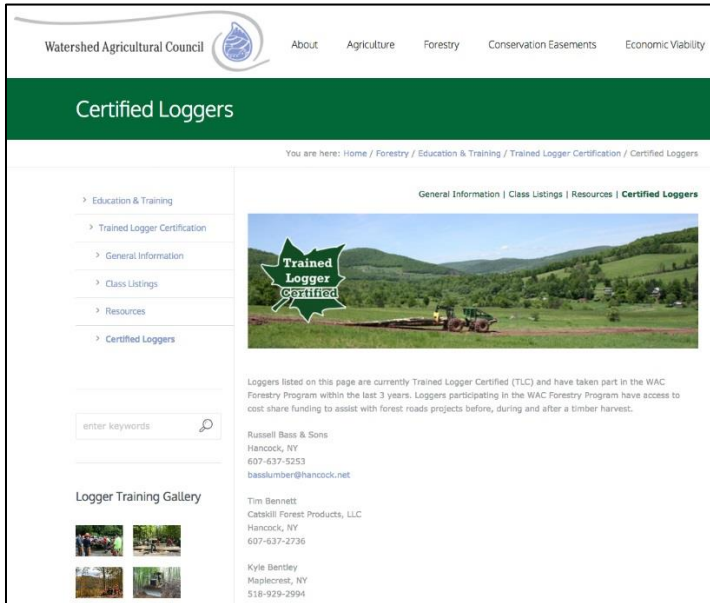 Watershed Agricultural Council
About Agriculture Forestry Conservation Easements Economic Viability
Certified Loggers
You are here: Home / Forestry / Education & Training / Trained Logger Certification / Certified Loggers
> Education & Training
> Trained Logger Certification
> General Information
> Class Listings
> Resources
> Certified Loggers
enter keywords
Logger Training Gallery
General Information | Class Listings | Resources | Certified Loggers
Trained
Logger
Certified
Loggers listed on this page are currently Trained Logger Certified (TLC) and have taken part in the WAC
Forestry Program within the last 3 years. Loggers participating in the WAC Forestry Program have access to
cost share funding to assist with forest roads projects before, during and after a timber harvest.
Russell Bass & Sons
Hancock, NY
607-637-5253
basslumber@hancock.net
Tim Bennett
Catskill Forest Products, LLC
Hancock, NY
607-637-2736
Kyle Bentley
Maplecrest, NY
518-929-2994